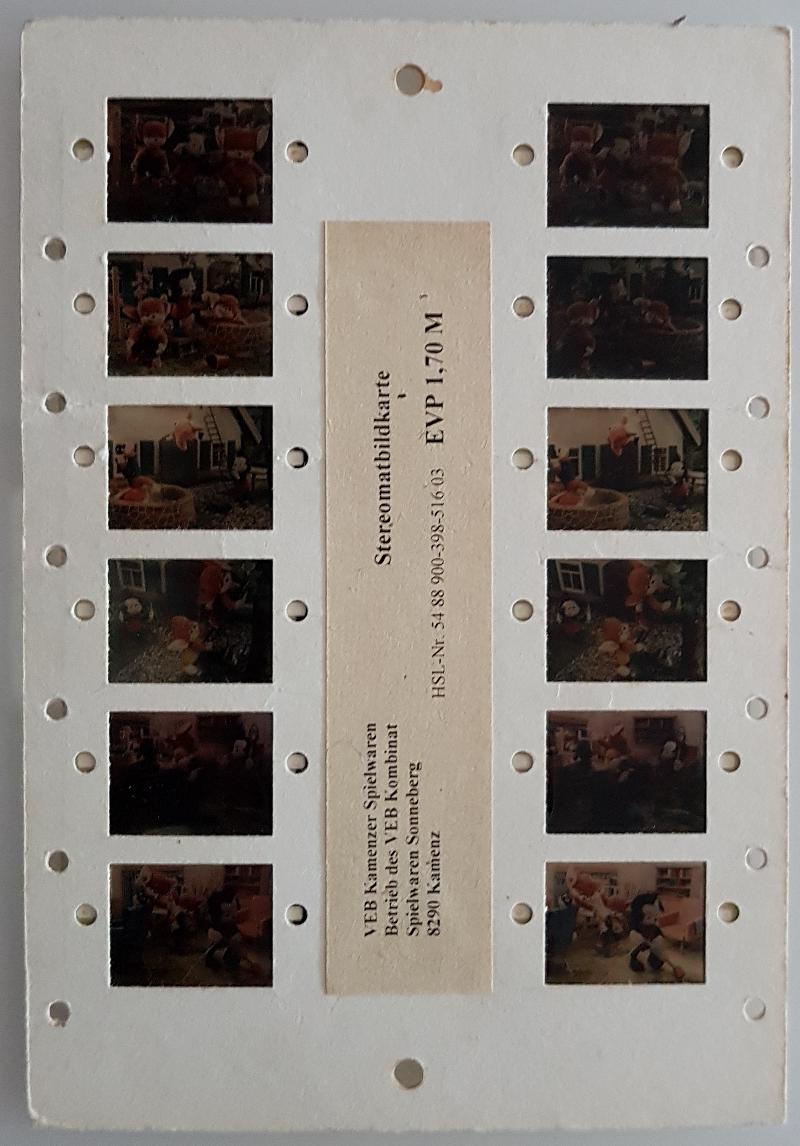 VEB Kamenzer Spielwaren
Betrieb des VEB Kombinat
Spielwaren Sonneberg
8290 Kamenz
Stereomatbildkarte
HSL-Nr. 54 88 900-398-516 03 EVP 1,70 M